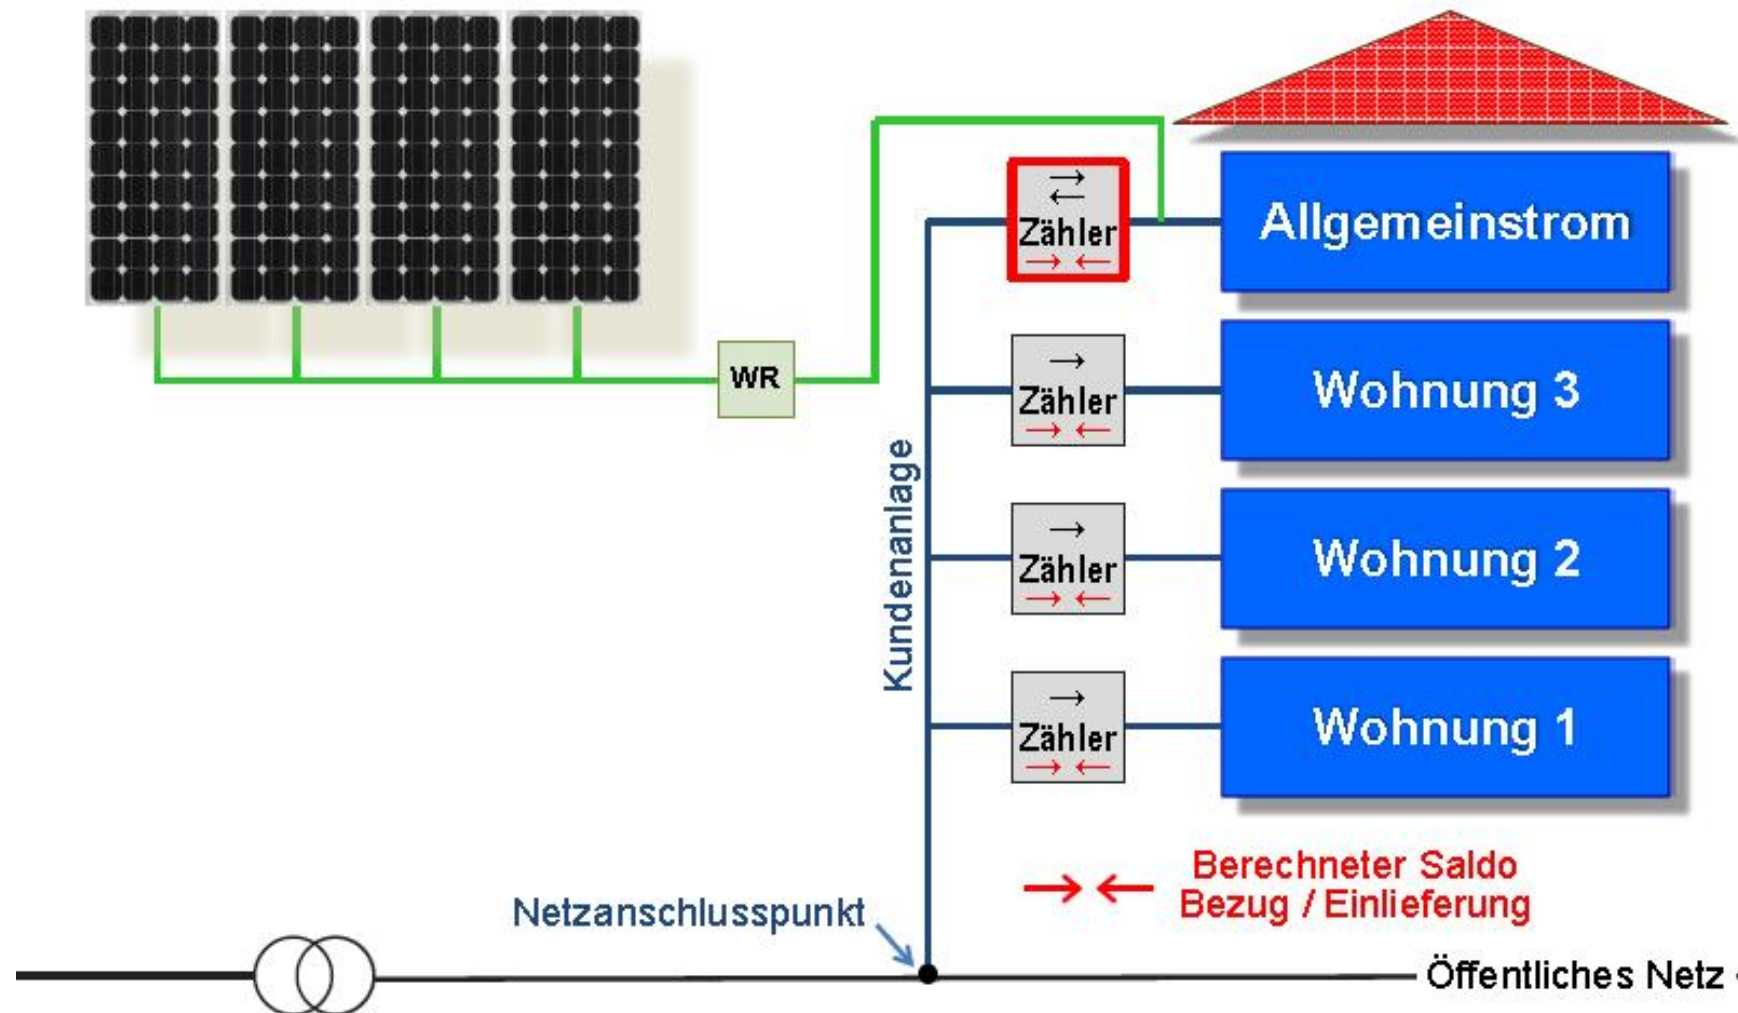 Zähler
Allgemeinstrom
WR
Zähler
Wohnung 3
Kundenanlage
Zähler
Wohnung 2
Zähler
Wohnung 1
Berechneter Saldo
Bezug / Einlieferung
Netzanschlusspunkt
Öffentliches Netz